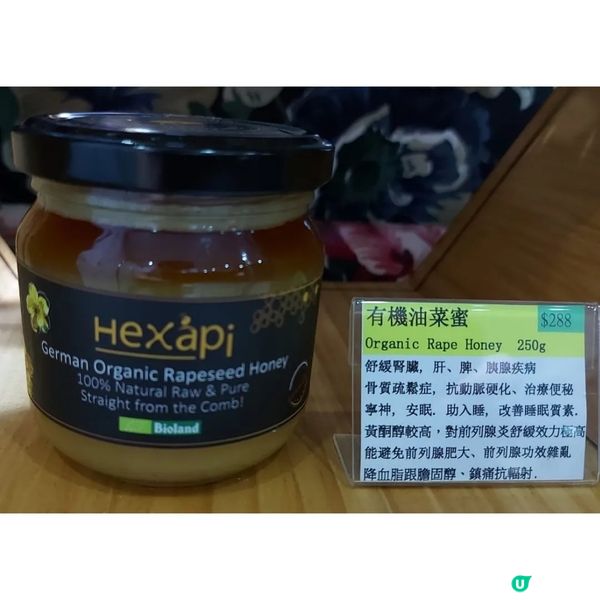 Hexapi
German Organic Rapeseed Honey
100% Natural Raw & Pure
Straight from the Comb!
Bioland
有機油菜蜜 $288
Organic Rape Honey 250g
舒緩腎臟, 肝、脾、胰腺疾病
骨質疏鬆症, 抗動脈硬化、治療便秘
寧神, 安眠. 助入睡, 改善睡眠質素.
黃酮醇較高，對前列腺炎舒緩效力極高
能避免前列腺肥大、前列腺功效雜亂
降血脂跟膽固醇、鎮痛抗輻射.
U